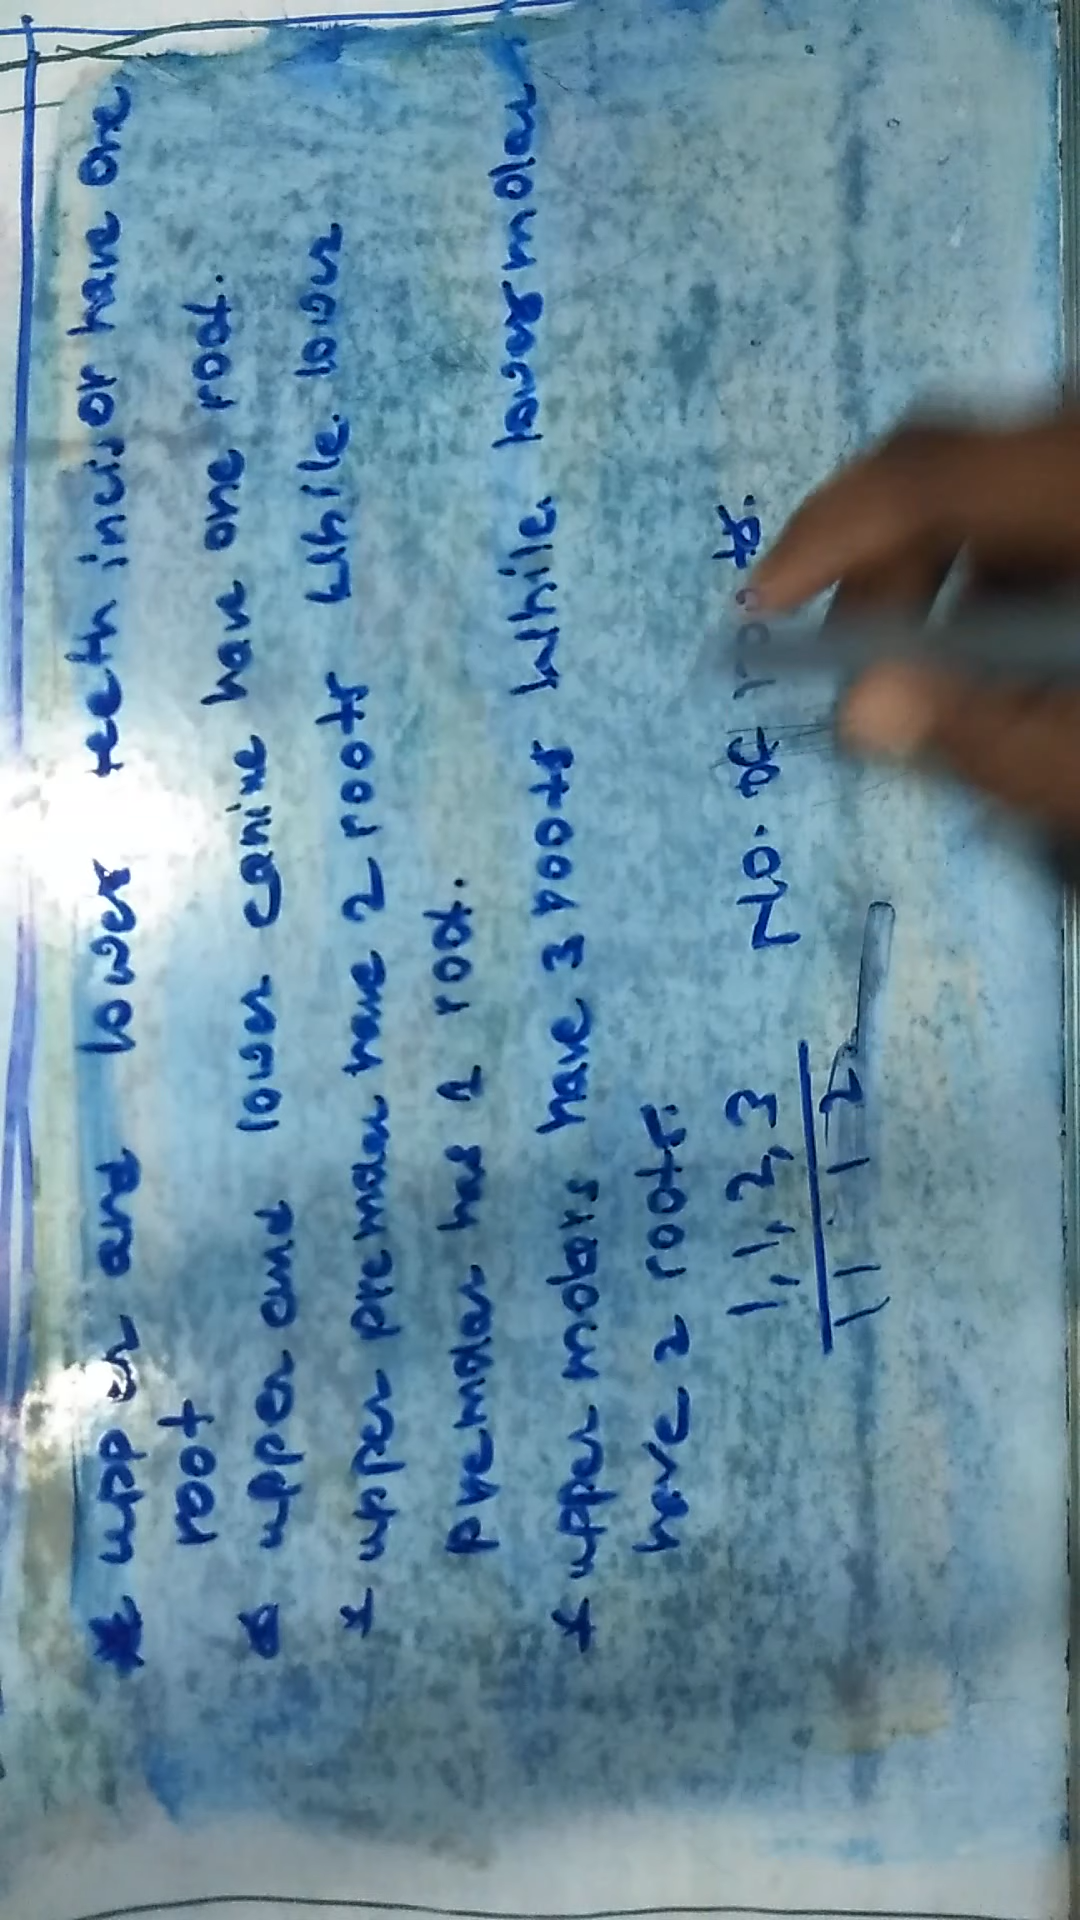 * upper and lower teeth incisor have one
root
* upper and lower canine have one root.
* upper premolar have 2 roots while lower
premolar has 1 root.
* upper molars have 3 roots while lower molar
have 2 roots.
1, 1, 2, 3 No. of roots.
1 1 1 2